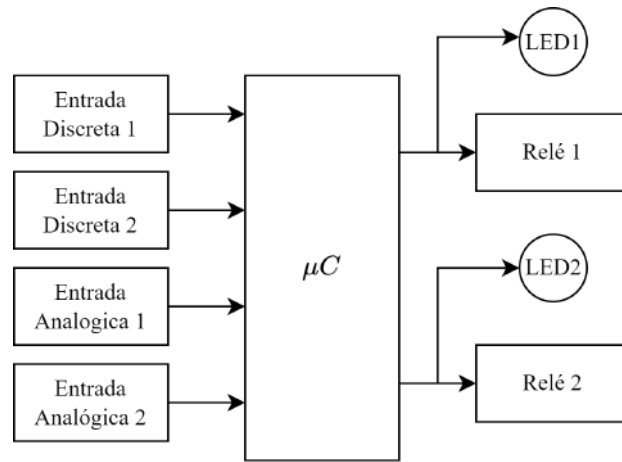 Entrada
Discreta 1
Entrada
Discreta 2
Entrada
Analogica 1
Entrada
Analógica 2
μC
LED1
Relé 1
LED2
Relé 2